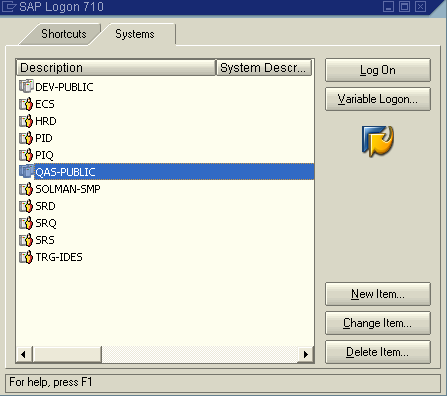 SAP Logon 710
Shortcuts Systems
Description System Descr...
DEV-PUBLIC
ECS
HRD
PID
PIQ
QAS-PUBLIC
SOLMAN-SMP
SRD
SRQ
SRS
TRG-IDES
Log On
Variable Logon...
New Item...
Change Item...
Delete Item...
For help, press F1